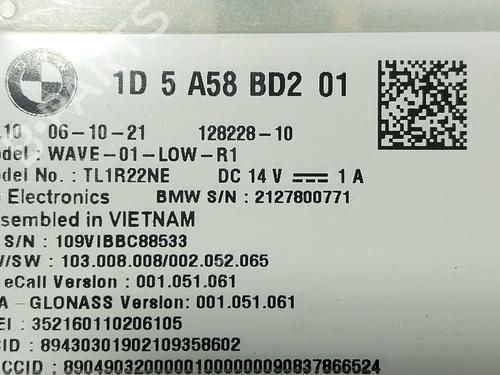 1D 5 A58 BD2 01
.10 06-10-21 128228-10
odel : WAVE-01-LOW-R1
odel No. : TL1R22NE DC 14V 1 A
Electronics BMW S/N : 2127800771
ssembled in VIETNAM
S/N : 109VIBBC88533
/SW : 103.008.008/002.052.065
eCall Version : 001.051.061
A - GLONASS Version: 001.051.061
EI : 352160110206105
CID : 89430301902109358602
CCID : 89049032000001000000090837866524